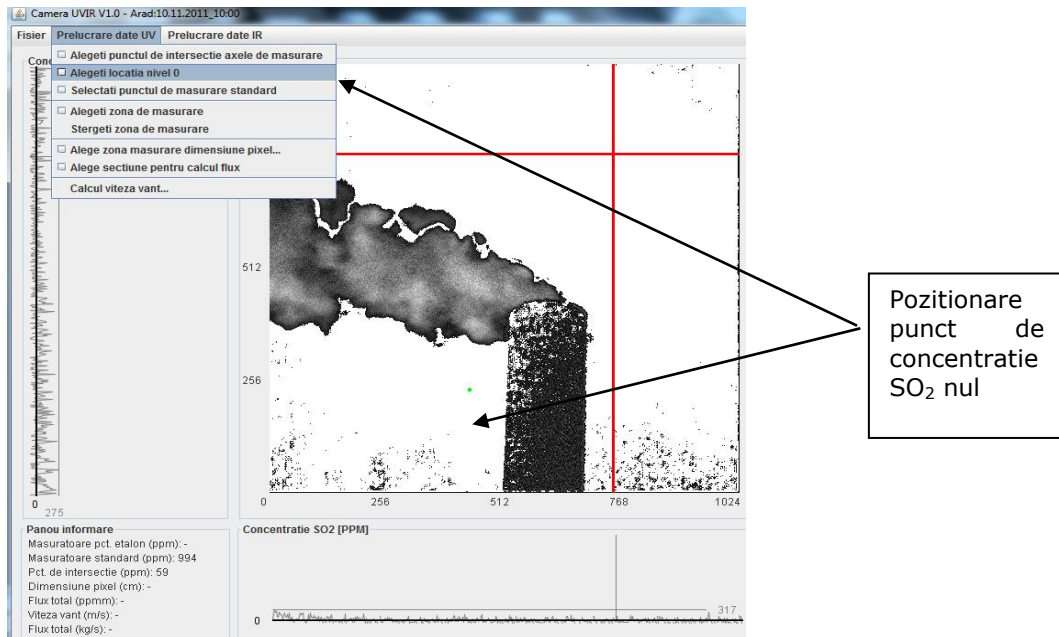 Camera UVIR V1.0 - Arad:10.11.2011_10:00
Fisier Prelucrare date UV Prelucrare date IR
Alegeti punctul de intersectie axele de masurare
Alegeti locatia nivel 0
Selectati punctul de masurare standard
Alegeti zona de masurare
Stergeti zona de masurare
Alege zona masurare dimensiune pixel...
Alege sectiune pentru calcul flux
Calcul viteza vant...
Conc
512
256
0
275
0 256 512 768 1024
Pozitionare
punct de
concentratie
SO2 nul
Panou informare
Masuratoare pct. etalon (ppm): -
Masuratoare standard (ppm): 994
Pct. de intersectie (ppm): 59
Dimensiune pixel (cm): -
Flux total (ppmm): -
Viteza vant (m/s): -
Flux total (kg/s): -
Concentratie SO2 [PPM]
317
0